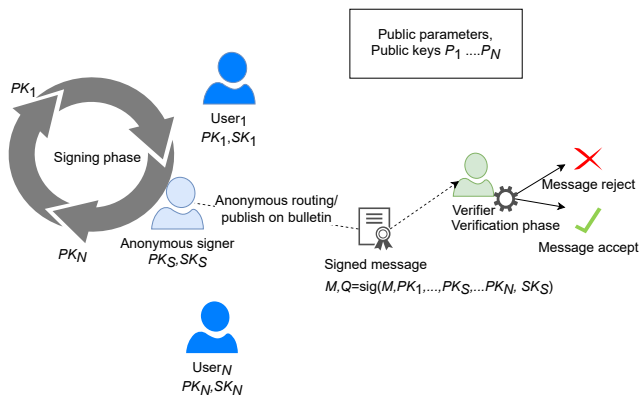 Public parameters,
Public keys P1 ....PN
PK1
User1
PK1,SK1
Signing phase
Anonymous routing/
publish on bulletin
Message reject
Verifier
Verification phase
PKN
Anonymous signer
PKS,SKS
Message accept
Signed message
M,Q=sig(M,PK1,...,PKS,...PKN, SKS)
UserN
PKN,SKN